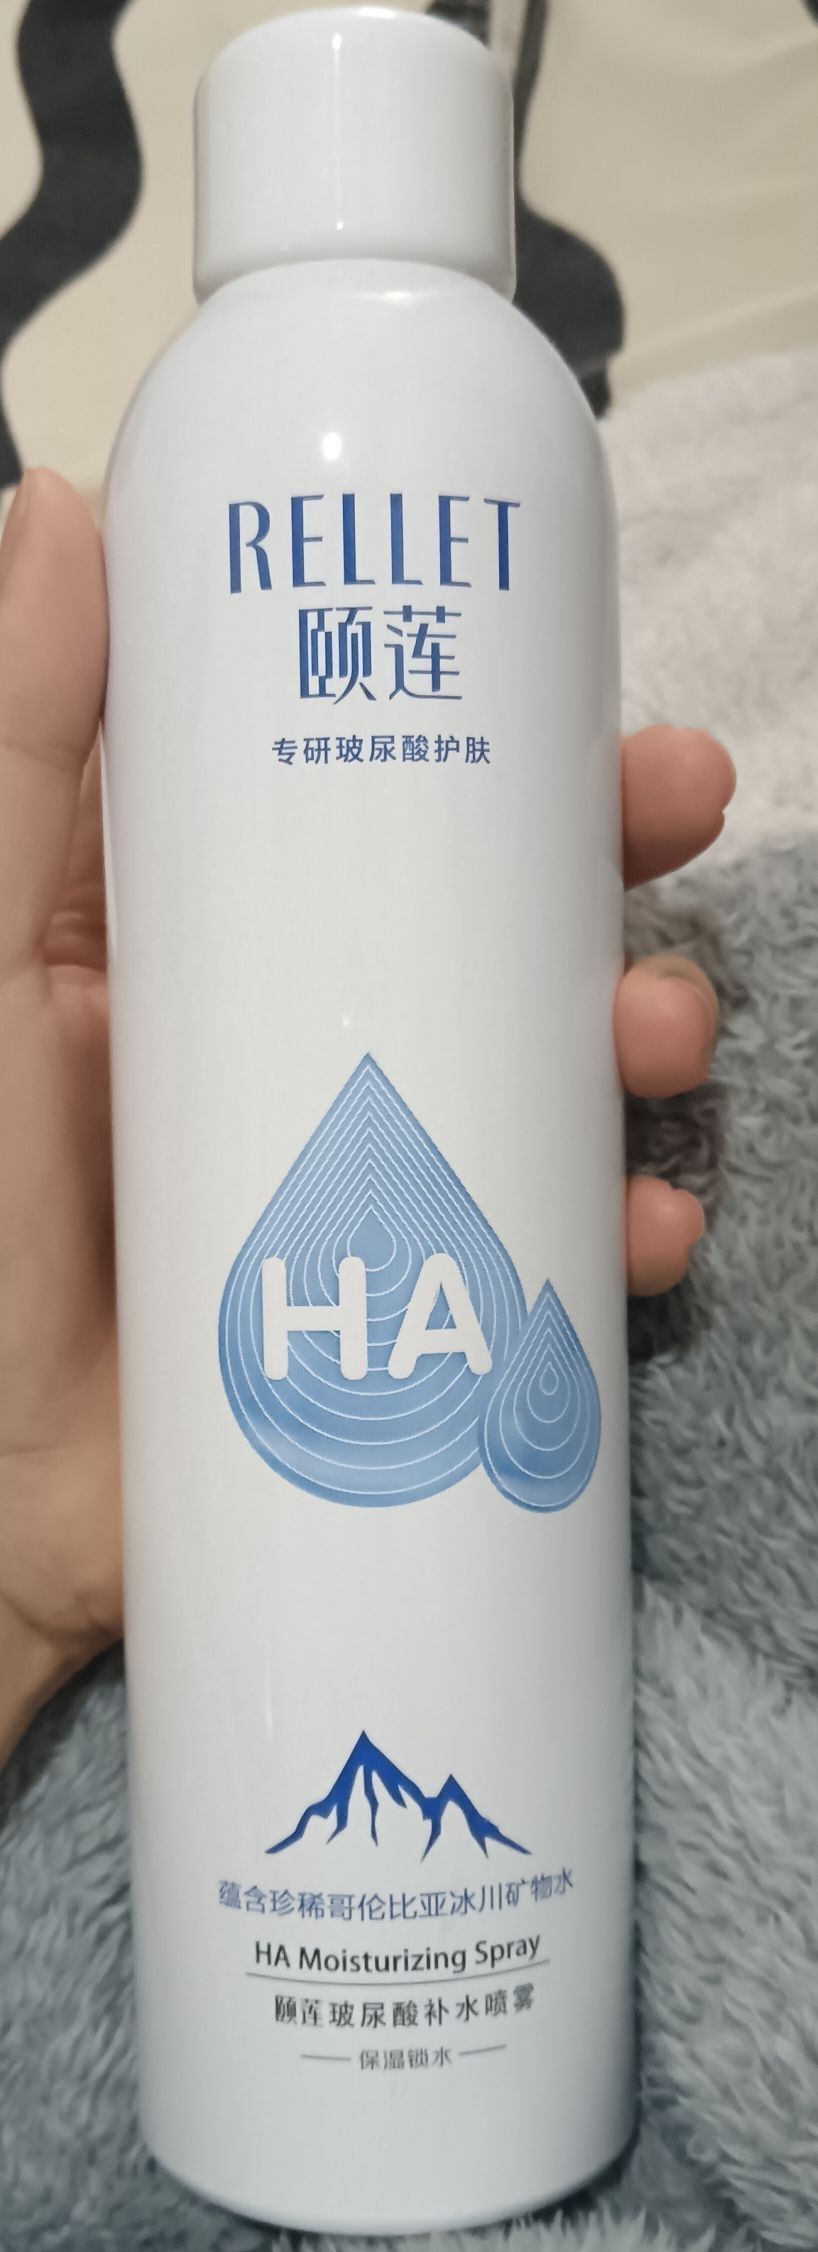 RELLET
颐莲
专研玻尿酸护肤
HA
蕴含珍稀哥伦比亚冰川矿物水
HA Moisturizing Spray
颐莲玻尿酸补水喷雾
保湿锁水